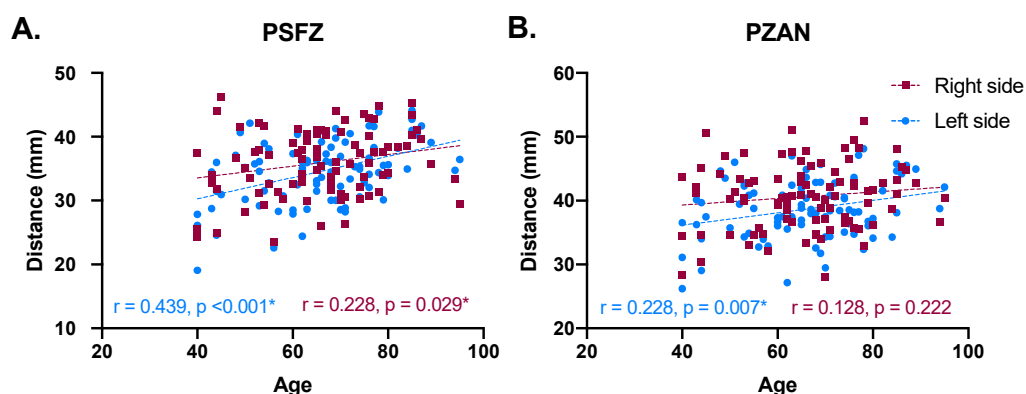 A.
PSFZ
Distance (mm)
50
40
30
20
10
r = 0.439, p <0.001*
r = 0.228, p = 0.029*
20
40
60
80
100
Age
B.
PZAN
Distance (mm)
60
50
40
30
20
Right side
Left side
r = 0.228, p = 0.007*
r = 0.128, p = 0.222
20
40
60
80
100
Age